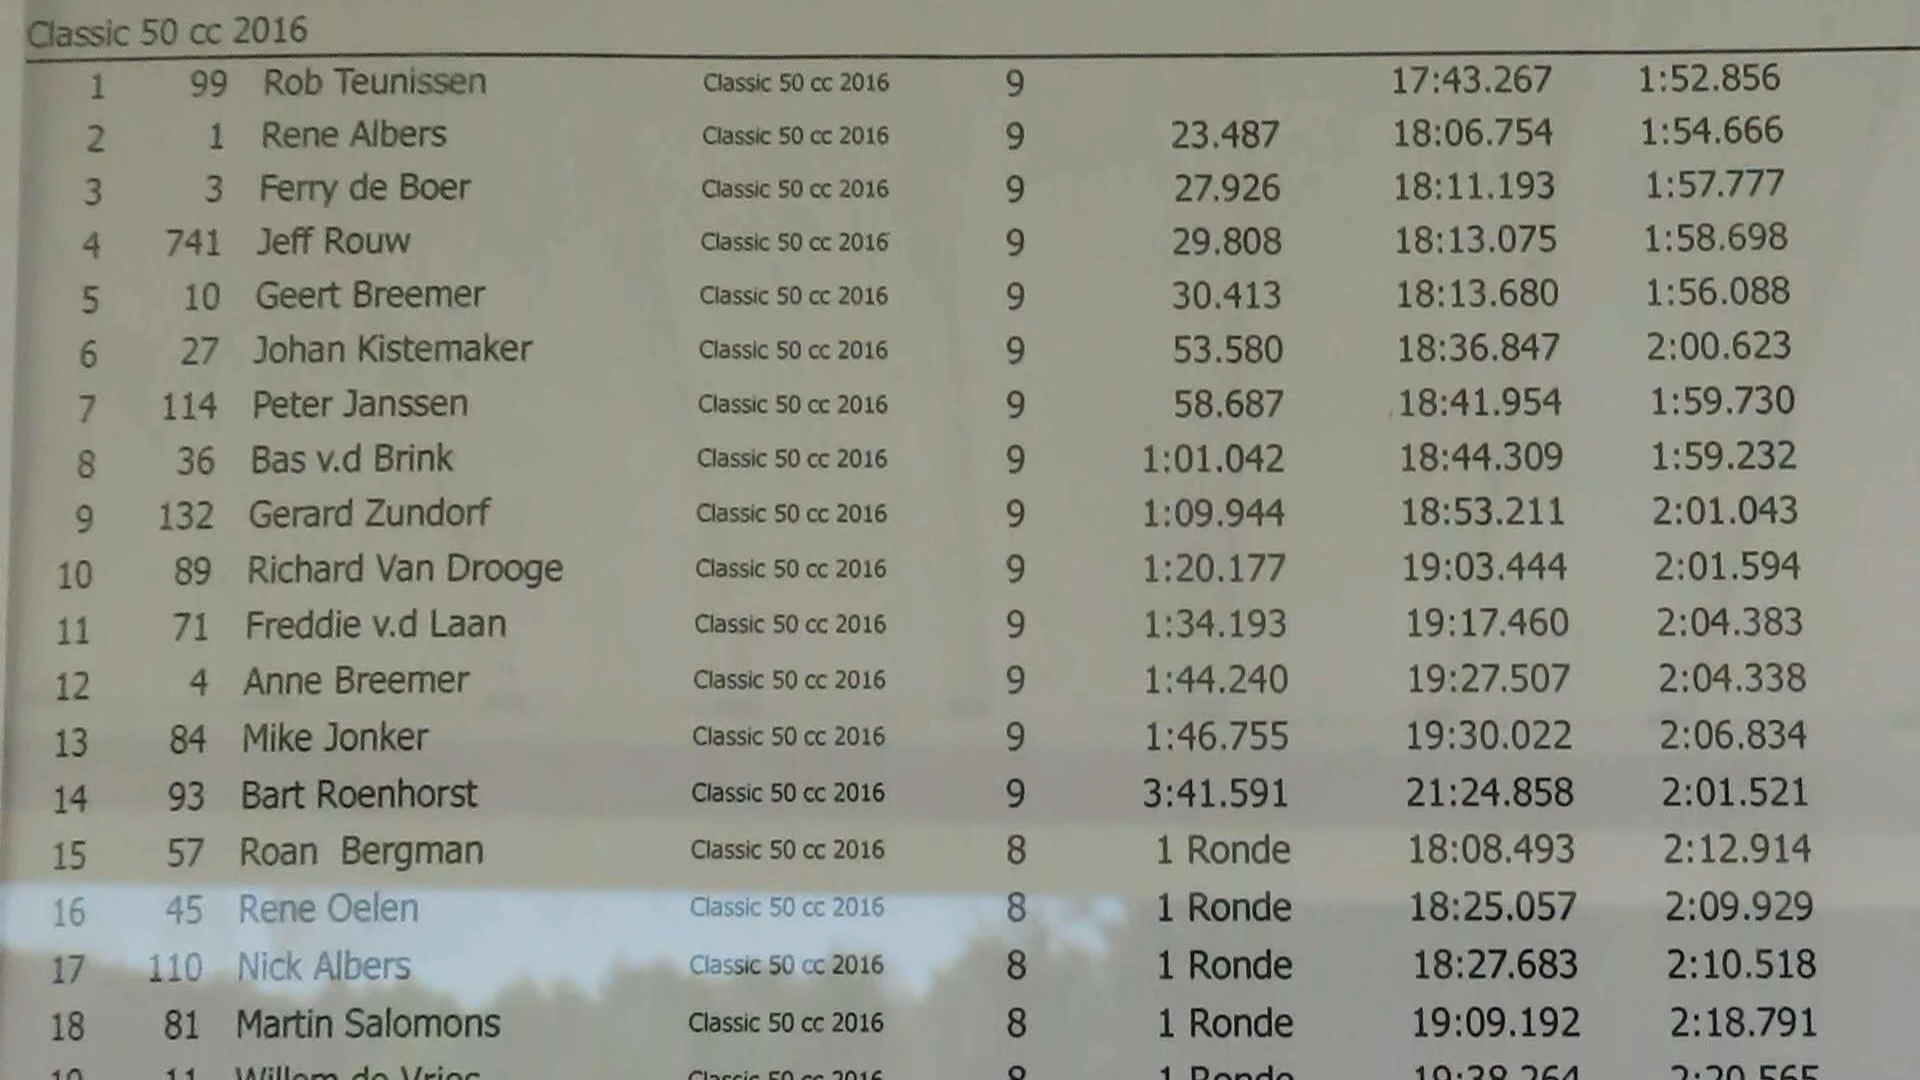 Classic 50 cc 2016
1 99 Rob Teunissen Classic 50 cc 2016 9 17:43.267 1:52.856
2 1 Rene Albers Classic 50 cc 2016 9 23.487 18:06.754 1:54.666
3 3 Ferry de Boer Classic 50 cc 2016 9 27.926 18:11.193 1:57.777
4 741 Jeff Rouw Classic 50 cc 2016 9 29.808 18:13.075 1:58.698
5 10 Geert Breemer Classic 50 cc 2016 9 30.413 18:13.680 1:56.088
6 27 Johan Kistemaker Classic 50 cc 2016 9 53.580 18:36.847 2:00.623
7 114 Peter Janssen Classic 50 cc 2016 9 58.687 18:41.954 1:59.730
8 36 Bas v.d Brink Classic 50 cc 2016 9 1:01.042 18:44.309 1:59.232
9 132 Gerard Zundorf Classic 50 cc 2016 9 1:09.944 18:53.211 2:01.043
10 89 Richard Van Drooge Classic 50 cc 2016 9 1:20.177 19:03.444 2:01.594
11 71 Freddie v.d Laan Classic 50 cc 2016 9 1:34.193 19:17.460 2:04.383
12 4 Anne Breemer Classic 50 cc 2016 9 1:44.240 19:27.507 2:04.338
13 84 Mike Jonker Classic 50 cc 2016 9 1:46.755 19:30.022 2:06.834
14 93 Bart Roenhorst Classic 50 cc 2016 9 3:41.591 21:24.858 2:01.521
15 57 Roan Bergman Classic 50 cc 2016 8 1 Ronde 18:08.493 2:12.914
16 45 Rene Oelen Classic 50 cc 2016 8 1 Ronde 18:25.057 2:09.929
17 110 Nick Albers Classic 50 cc 2016 8 1 Ronde 18:27.683 2:10.518
18 81 Martin Salomons Classic 50 cc 2016 8 1 Ronde 19:09.192 2:18.791
19 11 Willem de Vries Classic 50 cc 2016 8 1 Ronde 19:38.264 2:20.565